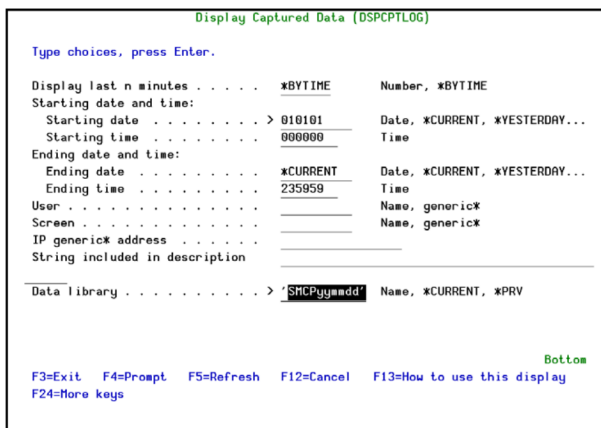 Display Captured Data (DSPCPTLOG)
Type choices, press Enter.
Display last n minutes . . . . . *BYTIME Number, *BYTIME
Starting date and time:
Starting date . . . . . . . . > 010101 Date, *CURRENT, *YESTERDAY...
Starting time . . . . . . . . 000000 Time
Ending date and time:
Ending date . . . . . . . . . *CURRENT Date, *CURRENT, *YESTERDAY...
Ending time . . . . . . . . . 235959 Time
User . . . . . . . . . . . . . . Name, generic*
Screen . . . . . . . . . . . . . Name, generic*
IP generic* address . . . . . .
String included in description
Data library . . . . . . . . . . . > 'SMCPyymmdd' Name, *CURRENT, *PRV
Bottom
F3=Exit F4=Prompt F5=Refresh F12=Cancel F13=How to use this display
F24=More keys